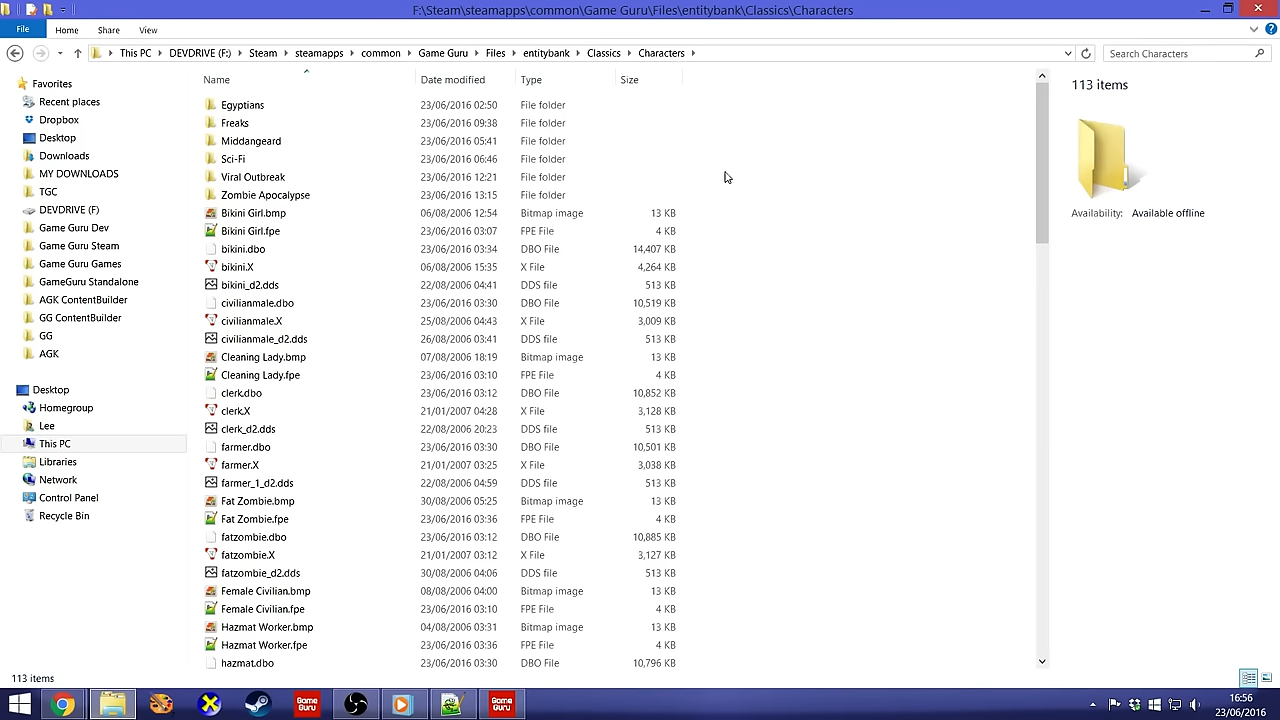 F:\Steam\steamapps\common\Game Guru\Files\entitybank\Classics\Characters
File Home Share View
This PC DEVDRIVE (F:) Steam steamapps common Game Guru Files entitybank Classics Characters Search Characters
Name Date modified Type Size
Favorites
Recent places
Dropbox
Desktop
Downloads
MY DOWNLOADS
TGC
DEVDRIVE (F:)
Game Guru Dev
Game Guru Steam
Game Guru Games
GameGuru Standalone
AGK ContentBuilder
GG ContentBuilder
GG
AGK
Desktop
Homegroup
Lee
This PC
Libraries
Network
Control Panel
Recycle Bin
Egyptians 23/06/2016 02:50 File folder
Freaks 23/06/2016 09:38 File folder
Middangeard 23/06/2016 05:41 File folder
Sci-Fi 23/06/2016 06:46 File folder
Viral Outbreak 23/06/2016 12:21 File folder
Zombie Apocalypse 23/06/2016 13:15 File folder
Bikini Girl.bmp 06/08/2006 12:54 Bitmap image 13 KB
Bikini Girl.fpe 23/06/2016 03:07 FPE File 4 KB
bikini.dbo 23/06/2016 03:34 DBO File 14,407 KB
bikini.X 06/08/2006 15:35 X File 4,264 KB
bikini_d2.dds 22/08/2006 04:41 DDS file 513 KB
civilianmale.dbo 23/06/2016 03:30 DBO File 10,519 KB
civilianmale.X 25/08/2006 04:43 X File 3,009 KB
civilianmale_d2.dds 26/08/2006 03:41 DDS file 513 KB
Cleaning Lady.bmp 07/08/2006 18:19 Bitmap image 13 KB
Cleaning Lady.fpe 23/06/2016 03:10 FPE File 4 KB
clerk.dbo 23/06/2016 03:12 DBO File 10,852 KB
clerk.X 21/01/2007 04:28 X File 3,128 KB
clerk_d2.dds 22/08/2006 20:23 DDS file 513 KB
farmer.dbo 23/06/2016 03:30 DBO File 10,501 KB
farmer.X 21/01/2007 03:25 X File 3,038 KB
farmer_1_d2.dds 22/08/2006 04:59 DDS file 513 KB
Fat Zombie.bmp 30/08/2006 05:25 Bitmap image 13 KB
Fat Zombie.fpe 23/06/2016 03:36 FPE File 4 KB
fatzombie.dbo 23/06/2016 03:12 DBO File 10,885 KB
fatzombie.X 21/01/2007 03:12 X File 3,127 KB
fatzombie_d2.dds 30/08/2006 04:06 DDS file 513 KB
Female Civilian.bmp 08/08/2006 04:00 Bitmap image 13 KB
Female Civilian.fpe 23/06/2016 03:10 FPE File 4 KB
Hazmat Worker.bmp 04/08/2006 03:31 Bitmap image 13 KB
Hazmat Worker.fpe 23/06/2016 03:36 FPE File 4 KB
hazmat.dbo 23/06/2016 03:30 DBO File 10,796 KB
113 items
Availability: Available offline
113 items
GAME GURU
GAME GURU
16:56
23/06/2016